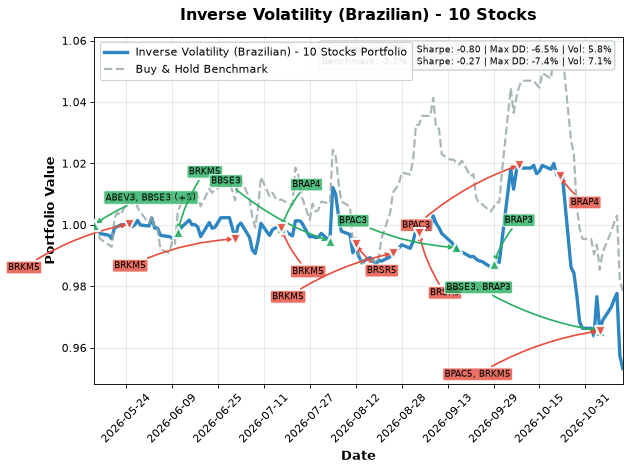 Inverse Volatility (Brazilian) - 10 Stocks
Inverse Volatility (Brazilian) - 10 Stocks Portfolio
Buy & Hold Benchmark
Sharpe: -0.80 | Max DD: -6.5% | Vol: 5.8%
Benchmark: -2.2%
Sharpe: -0.27 | Max DD: -7.4% | Vol: 7.1%
Portfolio Value
1.06
1.04
1.02
1.00
0.98
0.96
BRKM5
BBSE3
BRAP4
ABEV3, BBSE3 (+3)
BRAP4
BPAC3
BPAC3
BRAP3
BRKM5
BRKM5
BRKM5
BRSR5
BRKM5
BBSE3, BRAP3
BPAC5, BRKM5
2026-05-24
2026-06-09
2026-06-25
2026-07-11
2026-07-27
2026-08-12
2026-08-28
2026-09-13
2026-09-29
2026-10-15
2026-10-31
Date